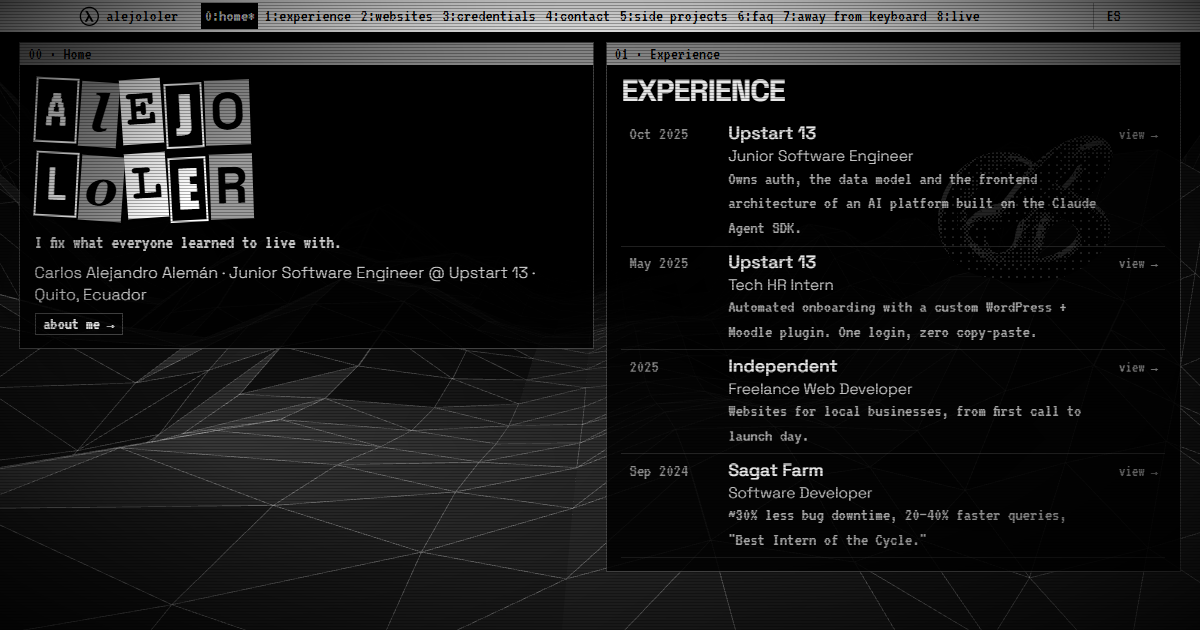 λ alejololer 0:home* 1:experience 2:websites 3:credentials 4:contact 5:side projects 6:faq 7:away from keyboard 8:live ES
00 · Home
AlEJO
LoLER
I fix what everyone learned to live with.
Carlos Alejandro Alemán · Junior Software Engineer @ Upstart 13 ·
Quito, Ecuador
about me →
01 · Experience
EXPERIENCE
Oct 2025 Upstart 13 view →
Junior Software Engineer
Owns auth, the data model and the frontend
architecture of an AI platform built on the Claude
Agent SDK.
May 2025 Upstart 13 view →
Tech HR Intern
Automated onboarding with a custom WordPress +
Moodle plugin. One login, zero copy-paste.
2025 Independent view →
Freelance Web Developer
Websites for local businesses, from first call to
launch day.
Sep 2024 Sagat Farm view →
Software Developer
≈30% less bug downtime, 20–40% faster queries,
"Best Intern of the Cycle."